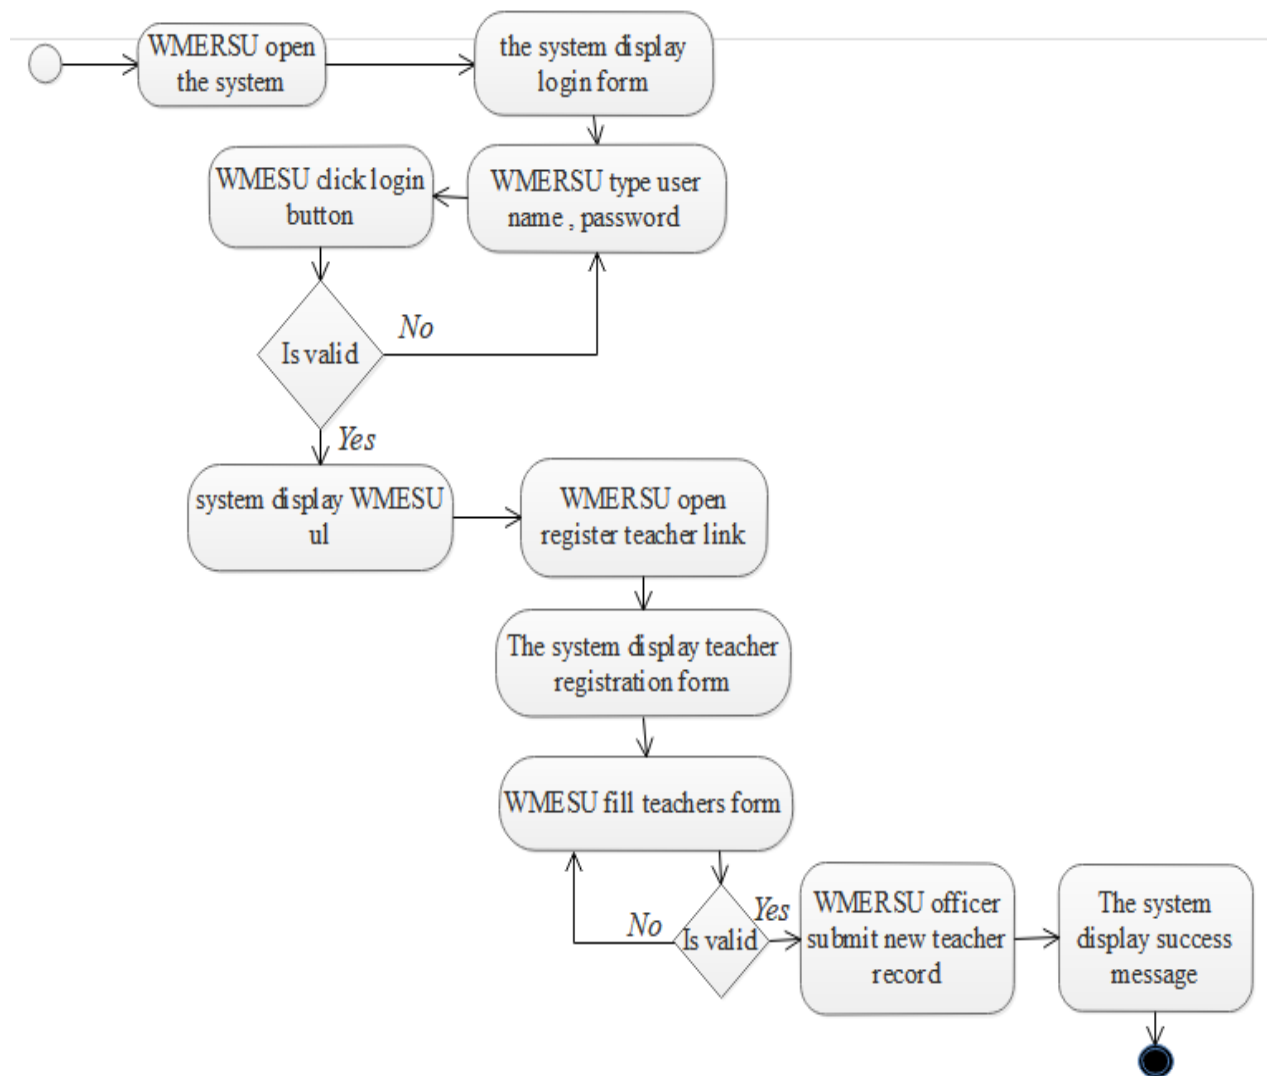 WMERSU open
the system
the system display
login form
WMERSU type user
name , password
WMESU click login
button
Is valid
No
Yes
system display WMESU
ul
WMERSU open
register teacher link
The system display teacher
registration form
WMESU fill teachers form
Is valid
No
Yes
WMERSU officer
submit new teacher
record
The system
display success
message